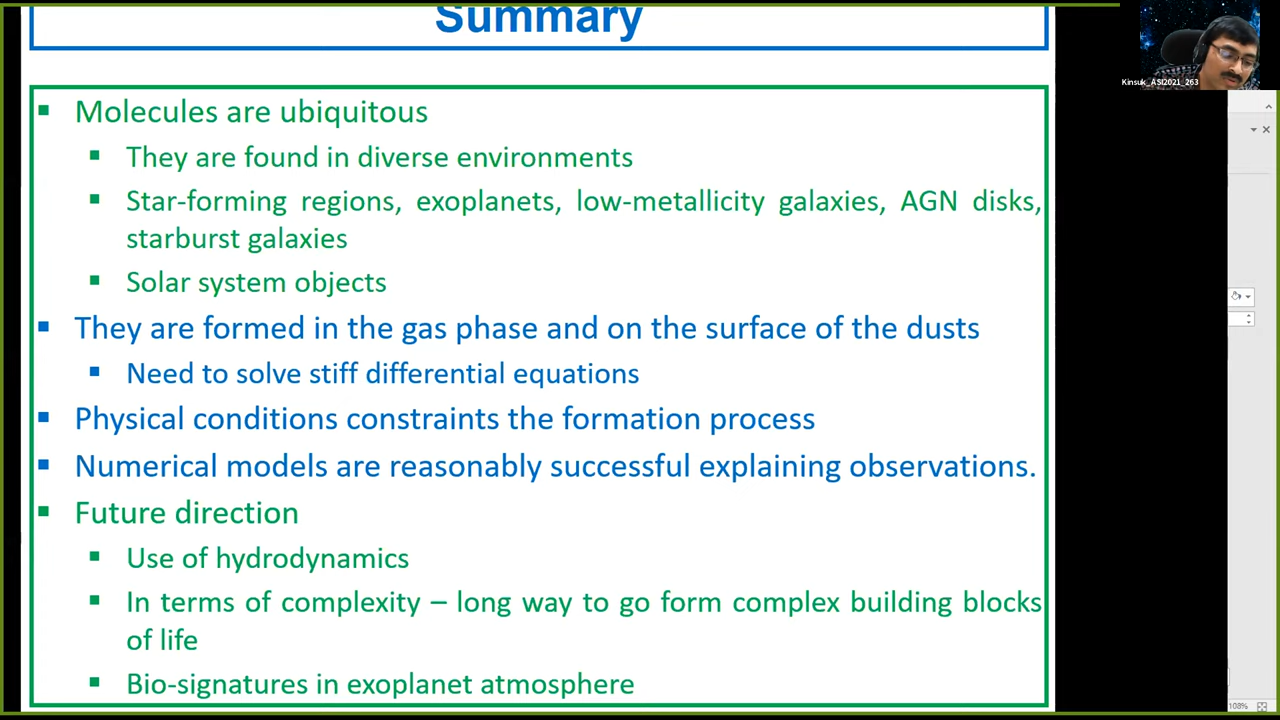 Summary
Kinsuk_ASI2021_263
▪ Molecules are ubiquitous
▪ They are found in diverse environments
▪ Star-forming regions, exoplanets, low-metallicity galaxies, AGN disks,
starburst galaxies
▪ Solar system objects
▪ They are formed in the gas phase and on the surface of the dusts
▪ Need to solve stiff differential equations
▪ Physical conditions constraints the formation process
▪ Numerical models are reasonably successful explaining observations.
▪ Future direction
▪ Use of hydrodynamics
▪ In terms of complexity – long way to go form complex building blocks
of life
▪ Bio-signatures in exoplanet atmosphere
108%